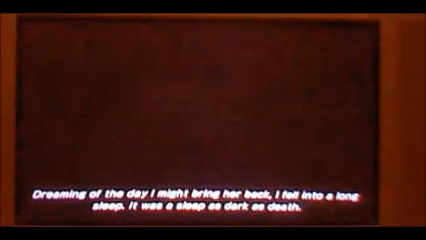 Dreaming of the day I might bring her back, I fell into a long
sleep. It was a sleep as dark as death.